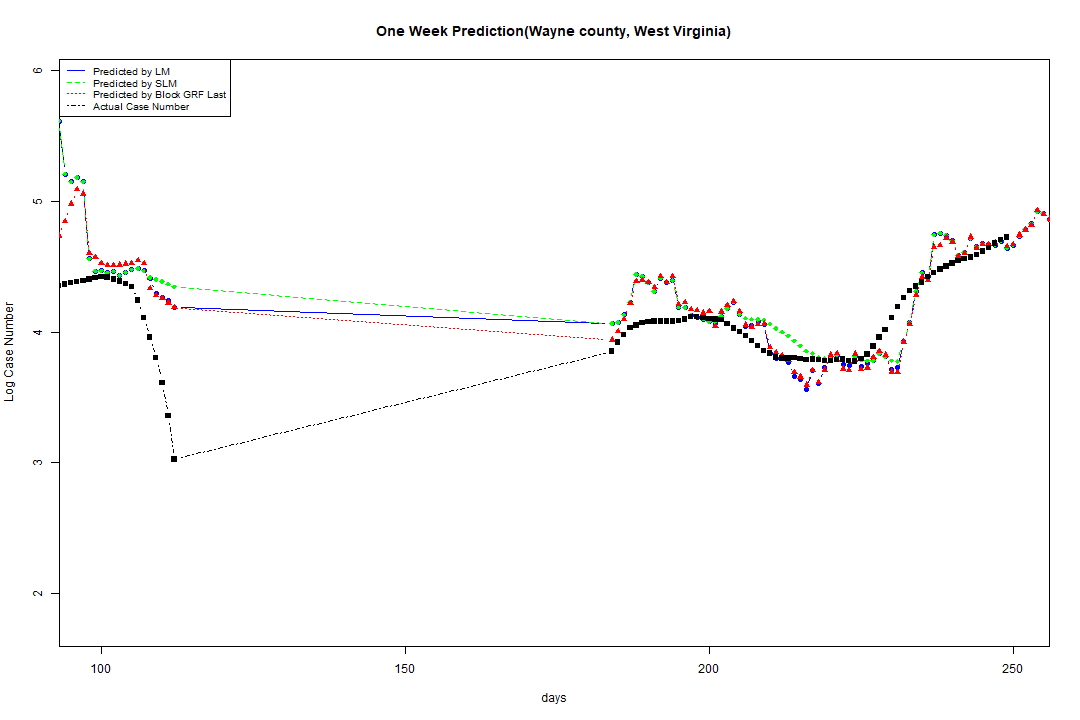 One Week Prediction(Wayne county, West Virginia)
Predicted by LM
Predicted by SLM
Predicted by Block GRF Last
Actual Case Number
6
5
4
3
2
Log Case Number
100 150 200 250
days